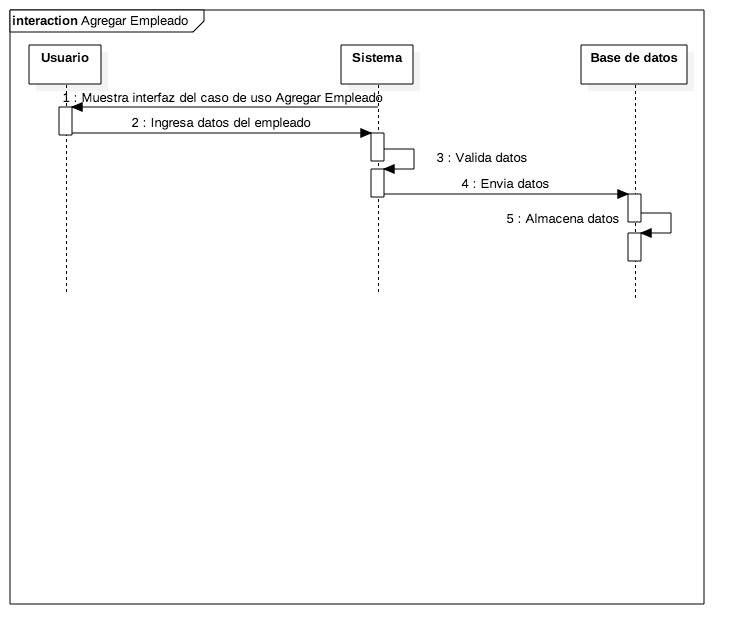 interaction Agregar Empleado
Usuario
Sistema
Base de datos
1 : Muestra interfaz del caso de uso Agregar Empleado
2 : Ingresa datos del empleado
3 : Valida datos
4 : Envia datos
5 : Almacena datos